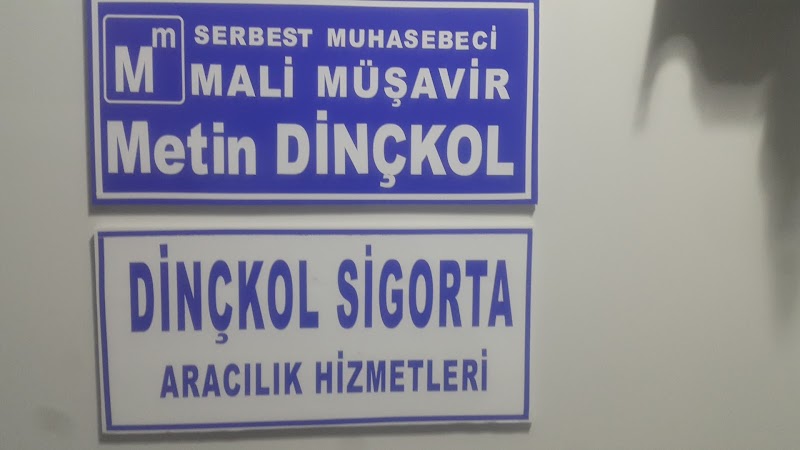 Mm
SERBEST MUHASEBECİ
MALİ MÜŞAVİR
Metin DİNÇKOL
DİNÇKOL SİGORTA
ARACILIK HİZMETLERİ